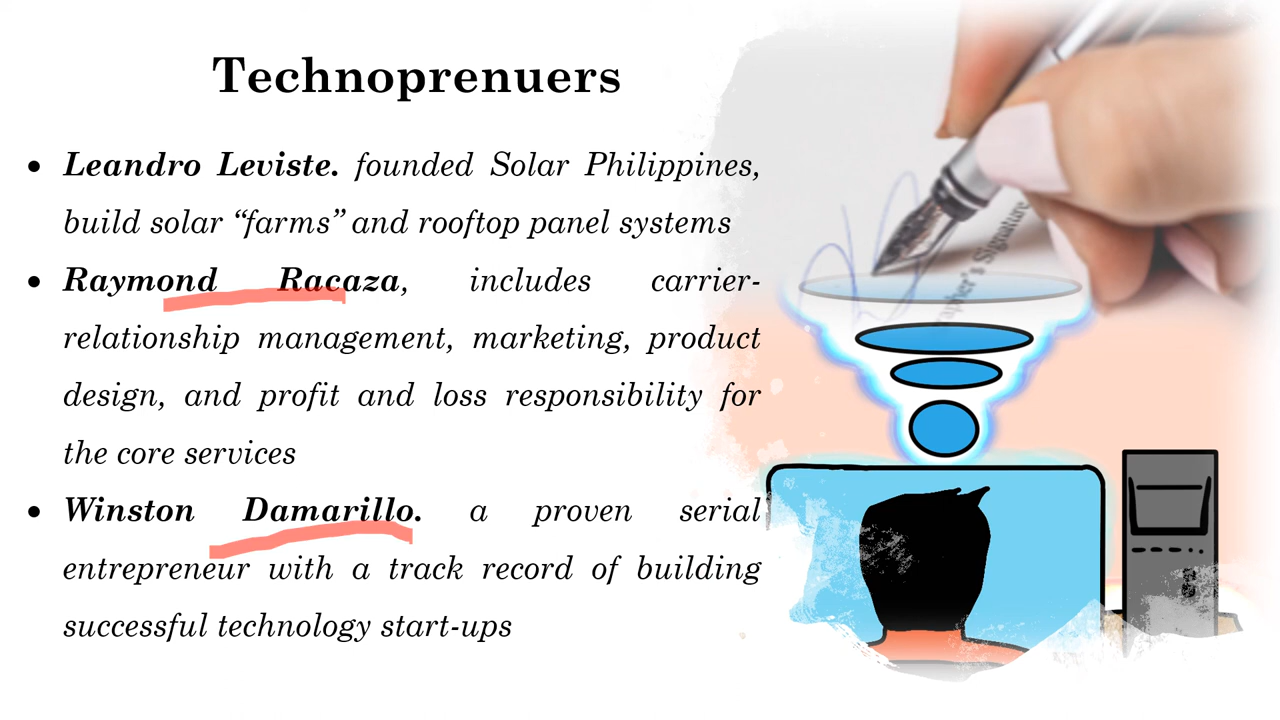 Technoprenuers
• Leandro Leviste. founded Solar Philippines,
build solar “farms” and rooftop panel systems
• Raymond Racaza, includes carrier-
relationship management, marketing, product
design, and profit and loss responsibility for
the core services
• Winston Damarillo. a proven serial
entrepreneur with a track record of building
successful technology start-ups
Signature